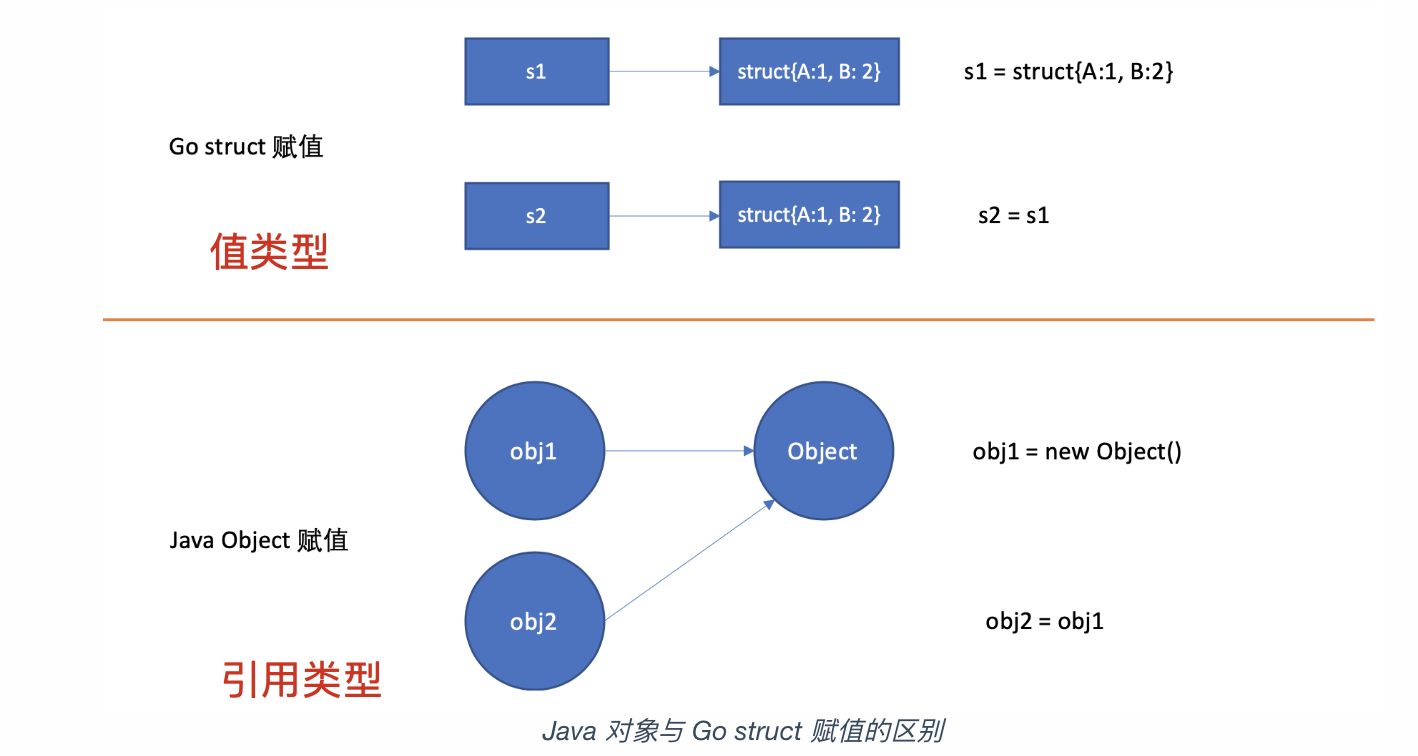 s1
struct{A:1, B: 2}
s1 = struct{A:1, B:2}
Go struct 赋值
s2
struct{A:1, B: 2}
s2 = s1
值类型
obj1
Object
obj1 = new Object()
Java Object 赋值
obj2
obj2 = obj1
引用类型
Java 对象与 Go struct 赋值的区别